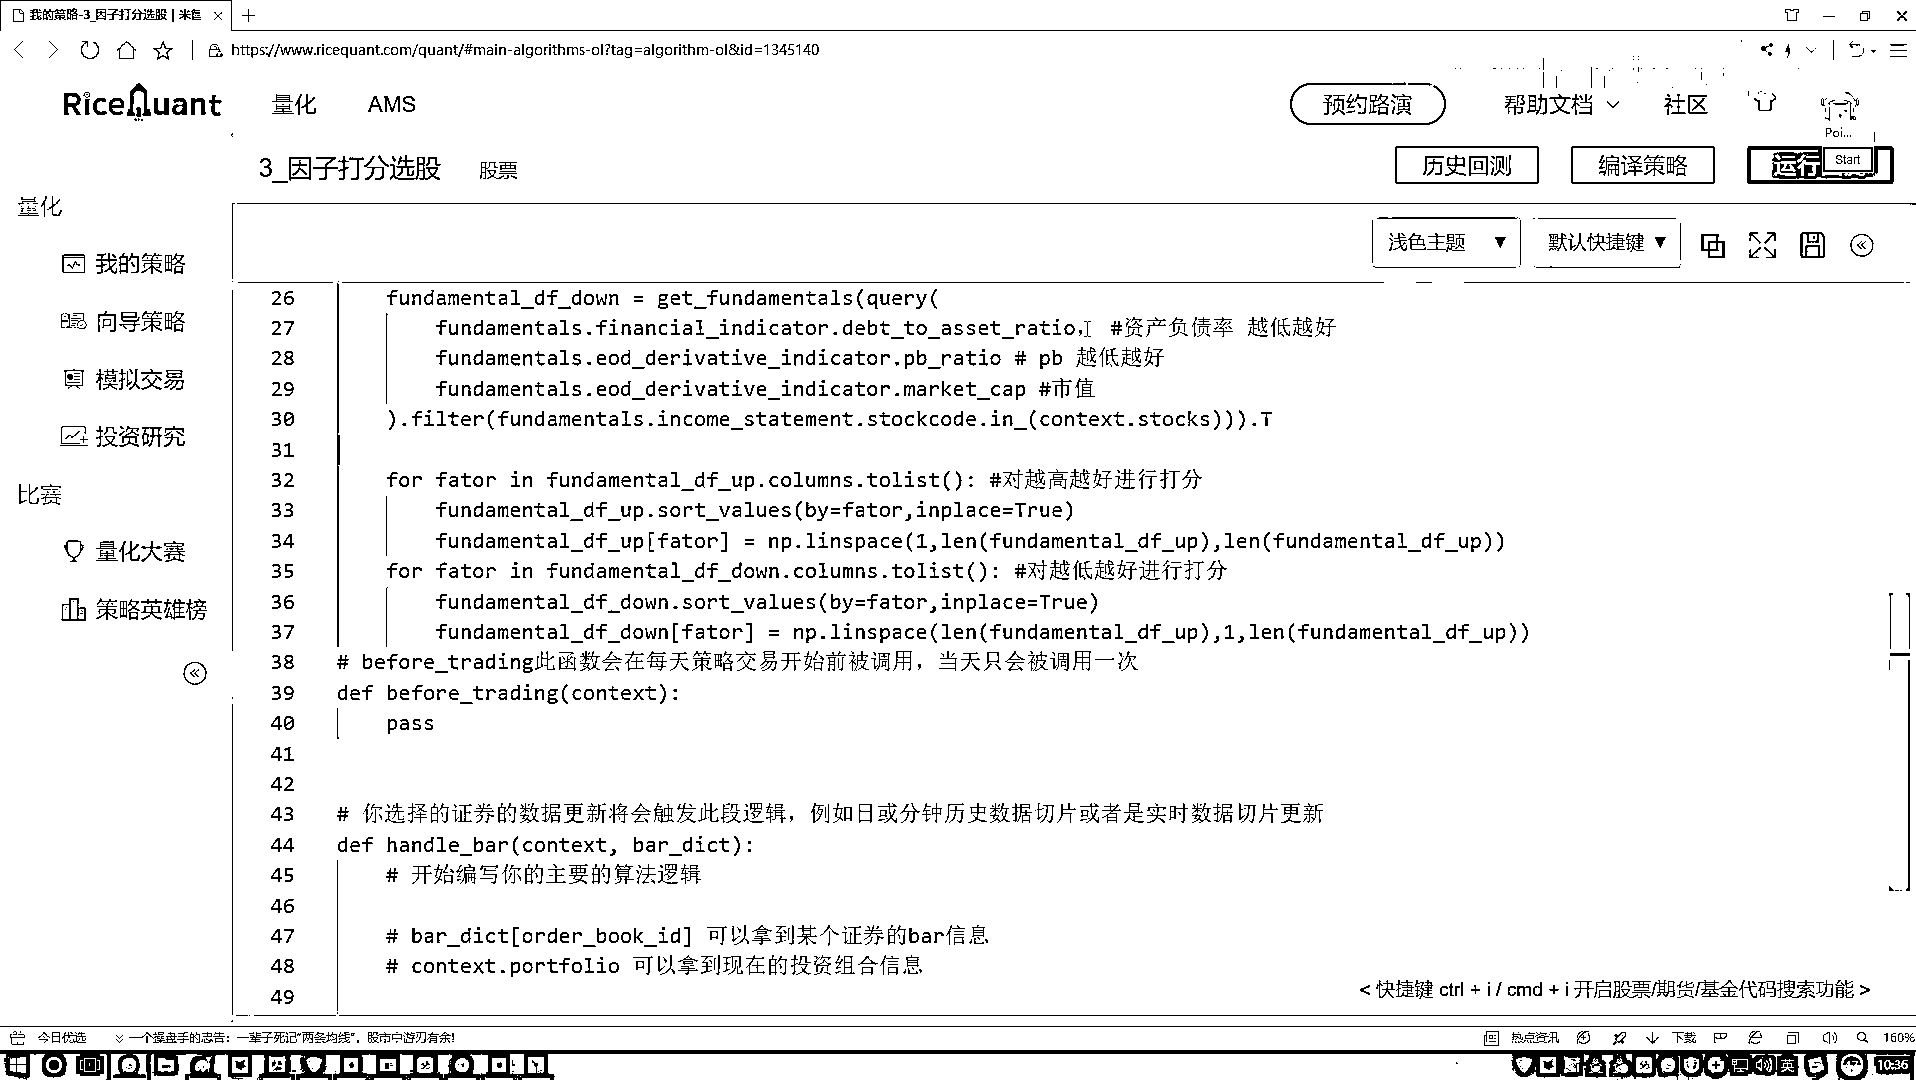 我的策略-3_因子打分选股 | 米筐
https://www.ricequant.com/quant/#main-algorithms-ol?tag=algorithm-ol&id=1345140
RiceQuant 量化 AMS 预约路演 帮助文档 社区
Poi...
3_因子打分选股 股票 历史回测 编译策略 运行 Start
量化
浅色主题 ▼ 默认快捷键 ▼
我的策略
向导策略
模拟交易
投资研究
比赛
量化大赛
策略英雄榜
26 fundamental_df_down = get_fundamentals(query(
27 fundamentals.financial_indicator.debt_to_asset_ratio, #资产负债率 越低越好
28 fundamentals.eod_derivative_indicator.pb_ratio # pb 越低越好
29 fundamentals.eod_derivative_indicator.market_cap #市值
30 ).filter(fundamentals.income_statement.stockcode.in_(context.stocks))).T
31
32 for fator in fundamental_df_up.columns.tolist(): #对越高越好进行打分
33 fundamental_df_up.sort_values(by=fator,inplace=True)
34 fundamental_df_up[fator] = np.linspace(1,len(fundamental_df_up),len(fundamental_df_up))
35 for fator in fundamental_df_down.columns.tolist(): #对越低越好进行打分
36 fundamental_df_down.sort_values(by=fator,inplace=True)
37 fundamental_df_down[fator] = np.linspace(len(fundamental_df_up),1,len(fundamental_df_up))
38 # before_trading此函数会在每天策略交易开始前被调用，当天只会被调用一次
39 def before_trading(context):
40 pass
41
42
43 # 你选择的证券的数据更新将会触发此段逻辑，例如日或分钟历史数据切片或者是实时数据切片更新
44 def handle_bar(context, bar_dict):
45 # 开始编写你的主要的算法逻辑
46
47 # bar_dict[order_book_id] 可以拿到某个证券的bar信息
48 # context.portfolio 可以拿到现在的投资组合信息
49
< 快捷键 ctrl + i / cmd + i 开启股票/期货/基金代码搜索功能 >
今日优选 一个操盘手的忠告：一辈子死记“两条均线”，股市中游刃有余! 热点资讯 下载 160%
英 10:36